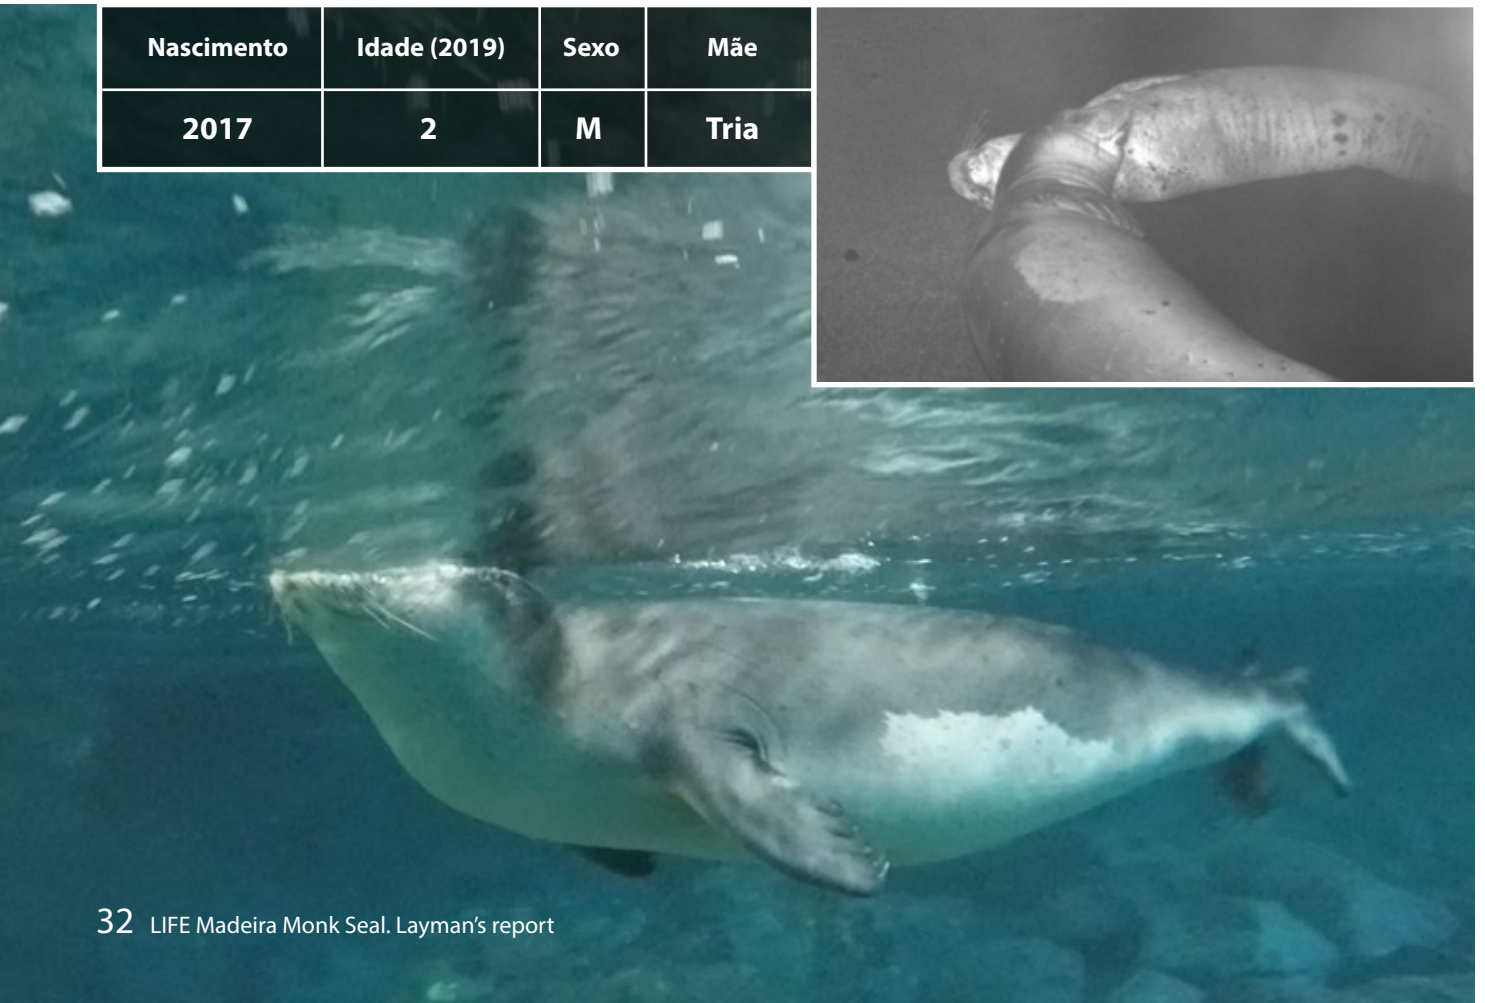 Nascimento Idade (2019) Sexo Mãe
2017 2 M Tria
32 LIFE Madeira Monk Seal. Layman's report